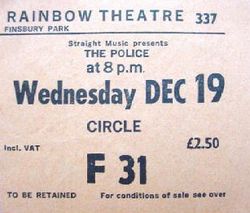 RAINBOW THEATRE 337
FINSBURY PARK
Straight Music presents
THE POLICE
at 8 p.m.
Wednesday DEC 19
CIRCLE
Incl. VAT £2.50
F 31
TO BE RETAINED For conditions of sale see over